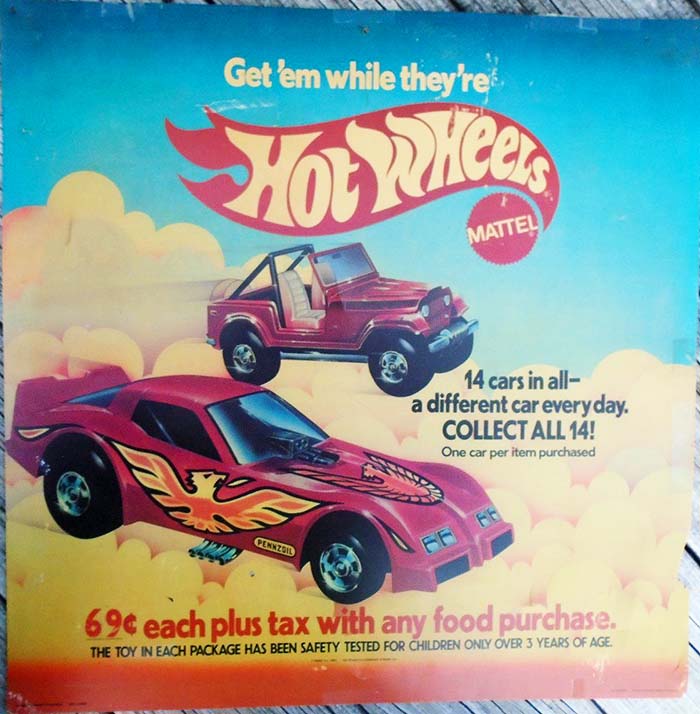 Get 'em while they're
Hot Wheels
MATTEL
14 cars in all–
a different car every day.
COLLECT ALL 14!
One car per item purchased
PENNZOIL
69¢ each plus tax with any food purchase.
THE TOY IN EACH PACKAGE HAS BEEN SAFETY TESTED FOR CHILDREN ONLY OVER 3 YEARS OF AGE.